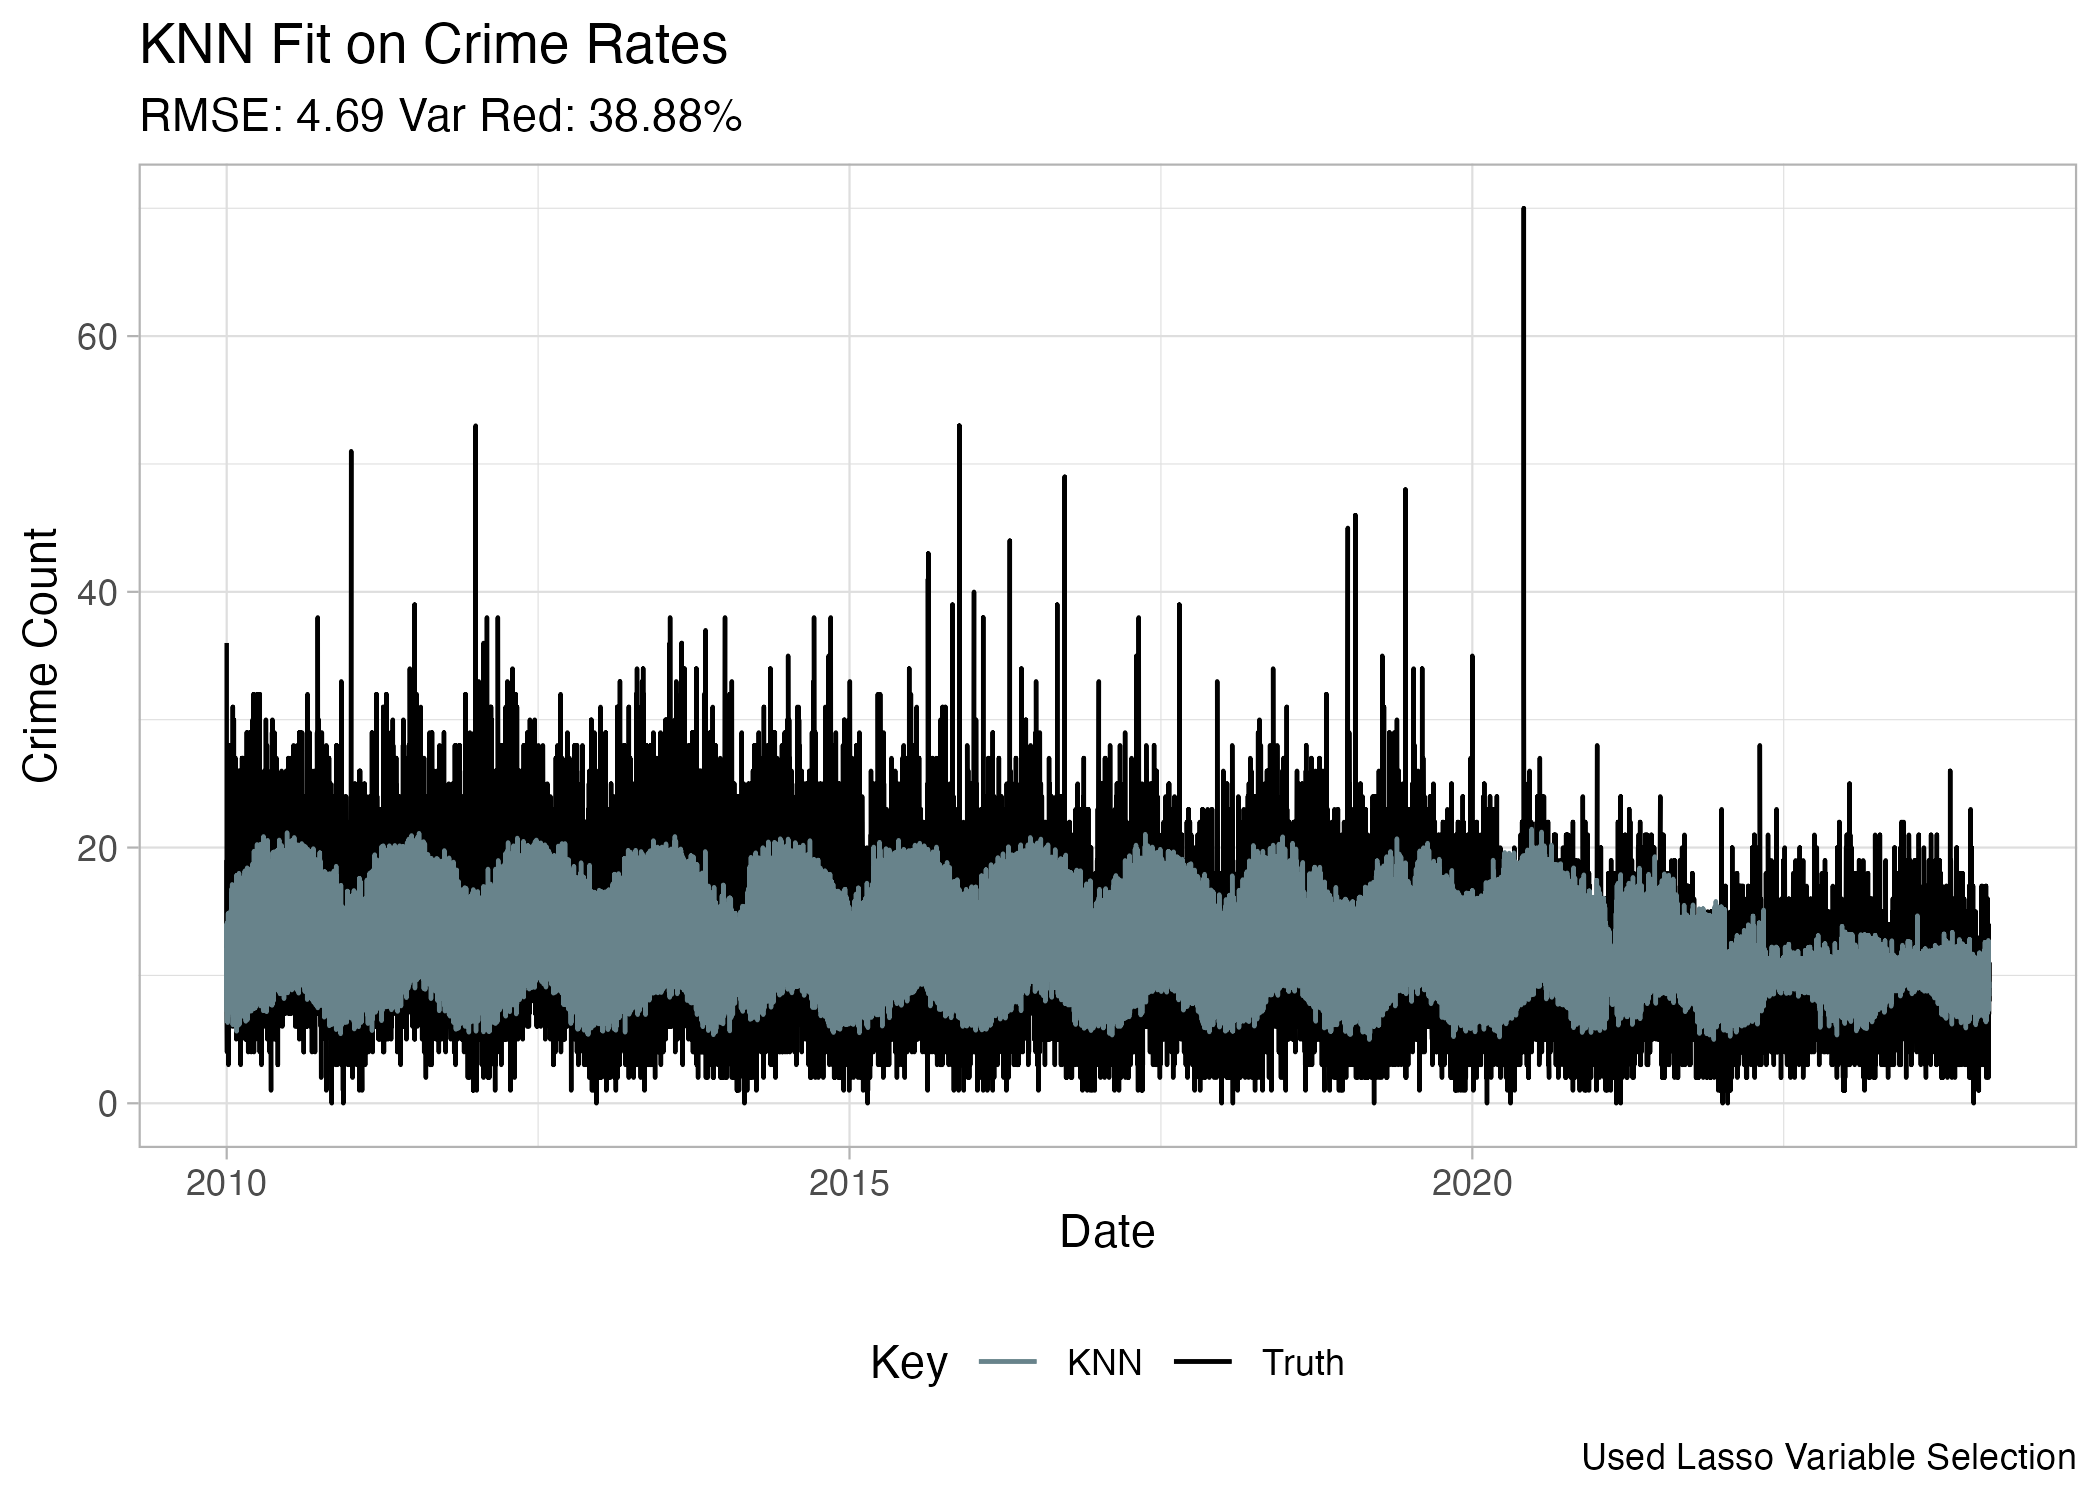 KNN Fit on Crime Rates
RMSE: 4.69 Var Red: 38.88%
Crime Count
60
40
20
0
2010 2015 2020
Date
Key KNN Truth
Used Lasso Variable Selection